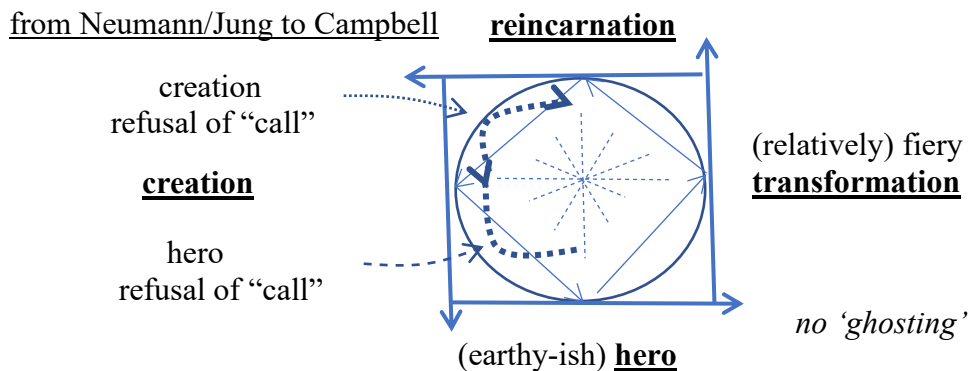 from Neumann/Jung to Campbell
reincarnation
creation
refusal of “call”
(relatively) fiery
transformation
creation
hero
refusal of “call”
no ‘ghosting’
(earthy-ish) hero